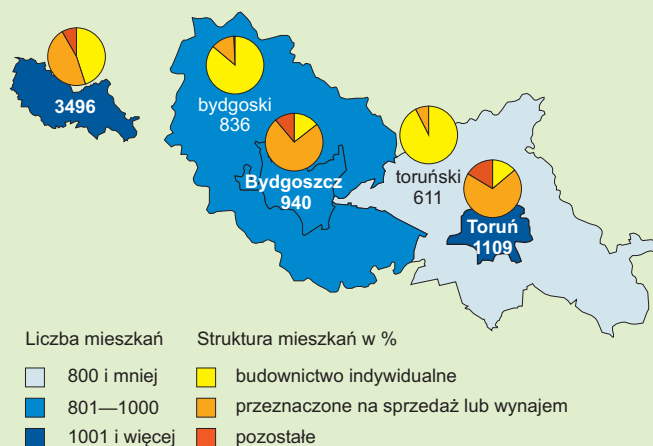 3496
bydgoski
836
Bydgoszcz
940
toruński
611
Toruń
1109
Liczba mieszkań
800 i mniej
801—1000
1001 i więcej
Struktura mieszkań w %
budownictwo indywidualne
przeznaczone na sprzedaż lub wynajem
pozostałe